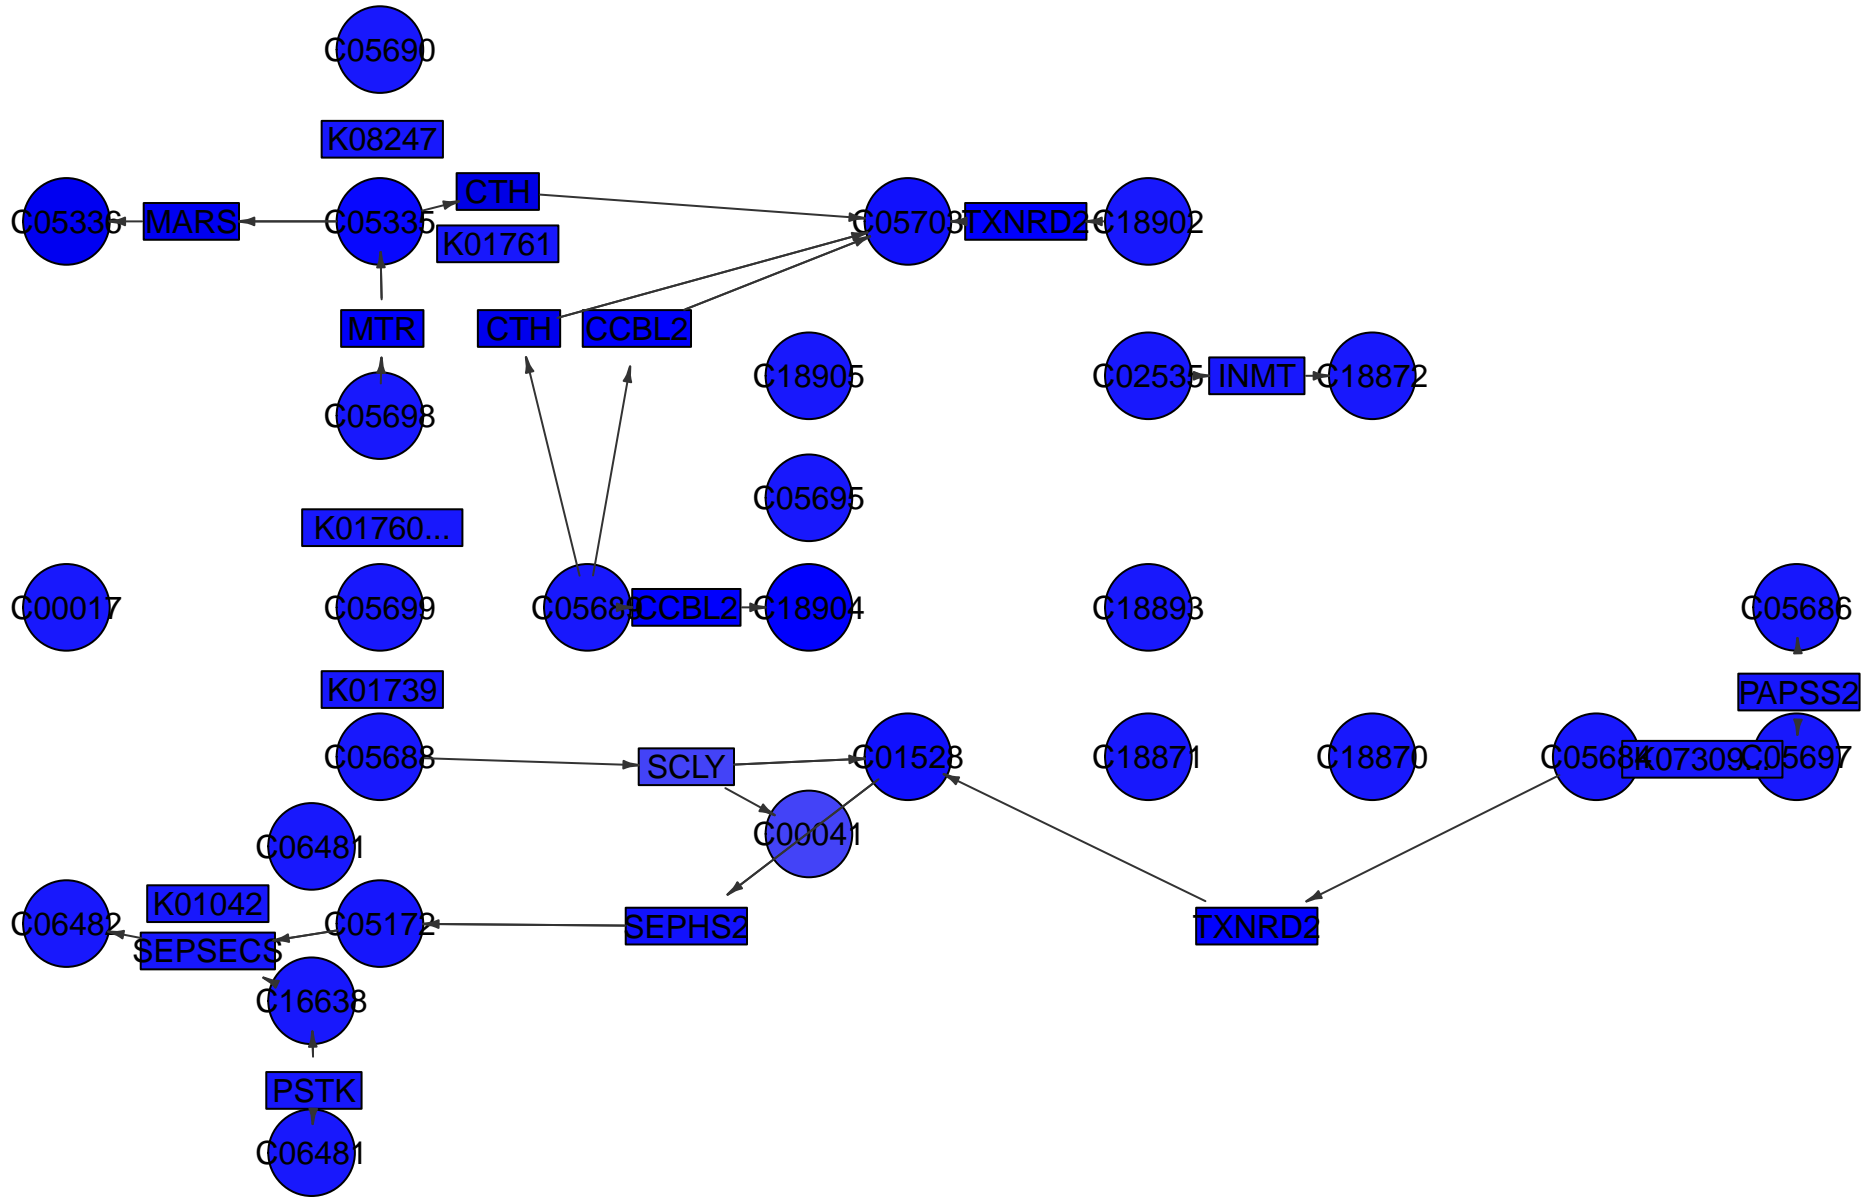 C05690
K08247
CTH
C05336
MARS
C05335
C05703
TXNRD2
C18902
K01761
MTR
CTH
CCBL2
C18905
C02535
INMT
C18872
C05698
C05695
K01760...
C00017
C05699
C05689
CCBL2
C18904
C18893
C05686
K01739
PAPSS2
C05688
SCLY
C01528
C18871
C18870
C05684
K07309...
C05697
C00041
C06481
K01042
C06482
C05172
SEPHS2
TXNRD2
SEPSECS
C16638
PSTK
C06481